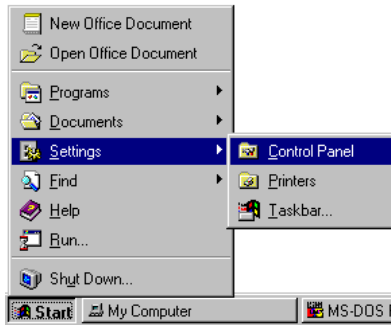 New Office Document
Open Office Document
Programs
Documents
Settings
Control Panel
Find
Printers
Help
Taskbar...
Run...
Shut Down...
Start
My Computer
MS-DOS